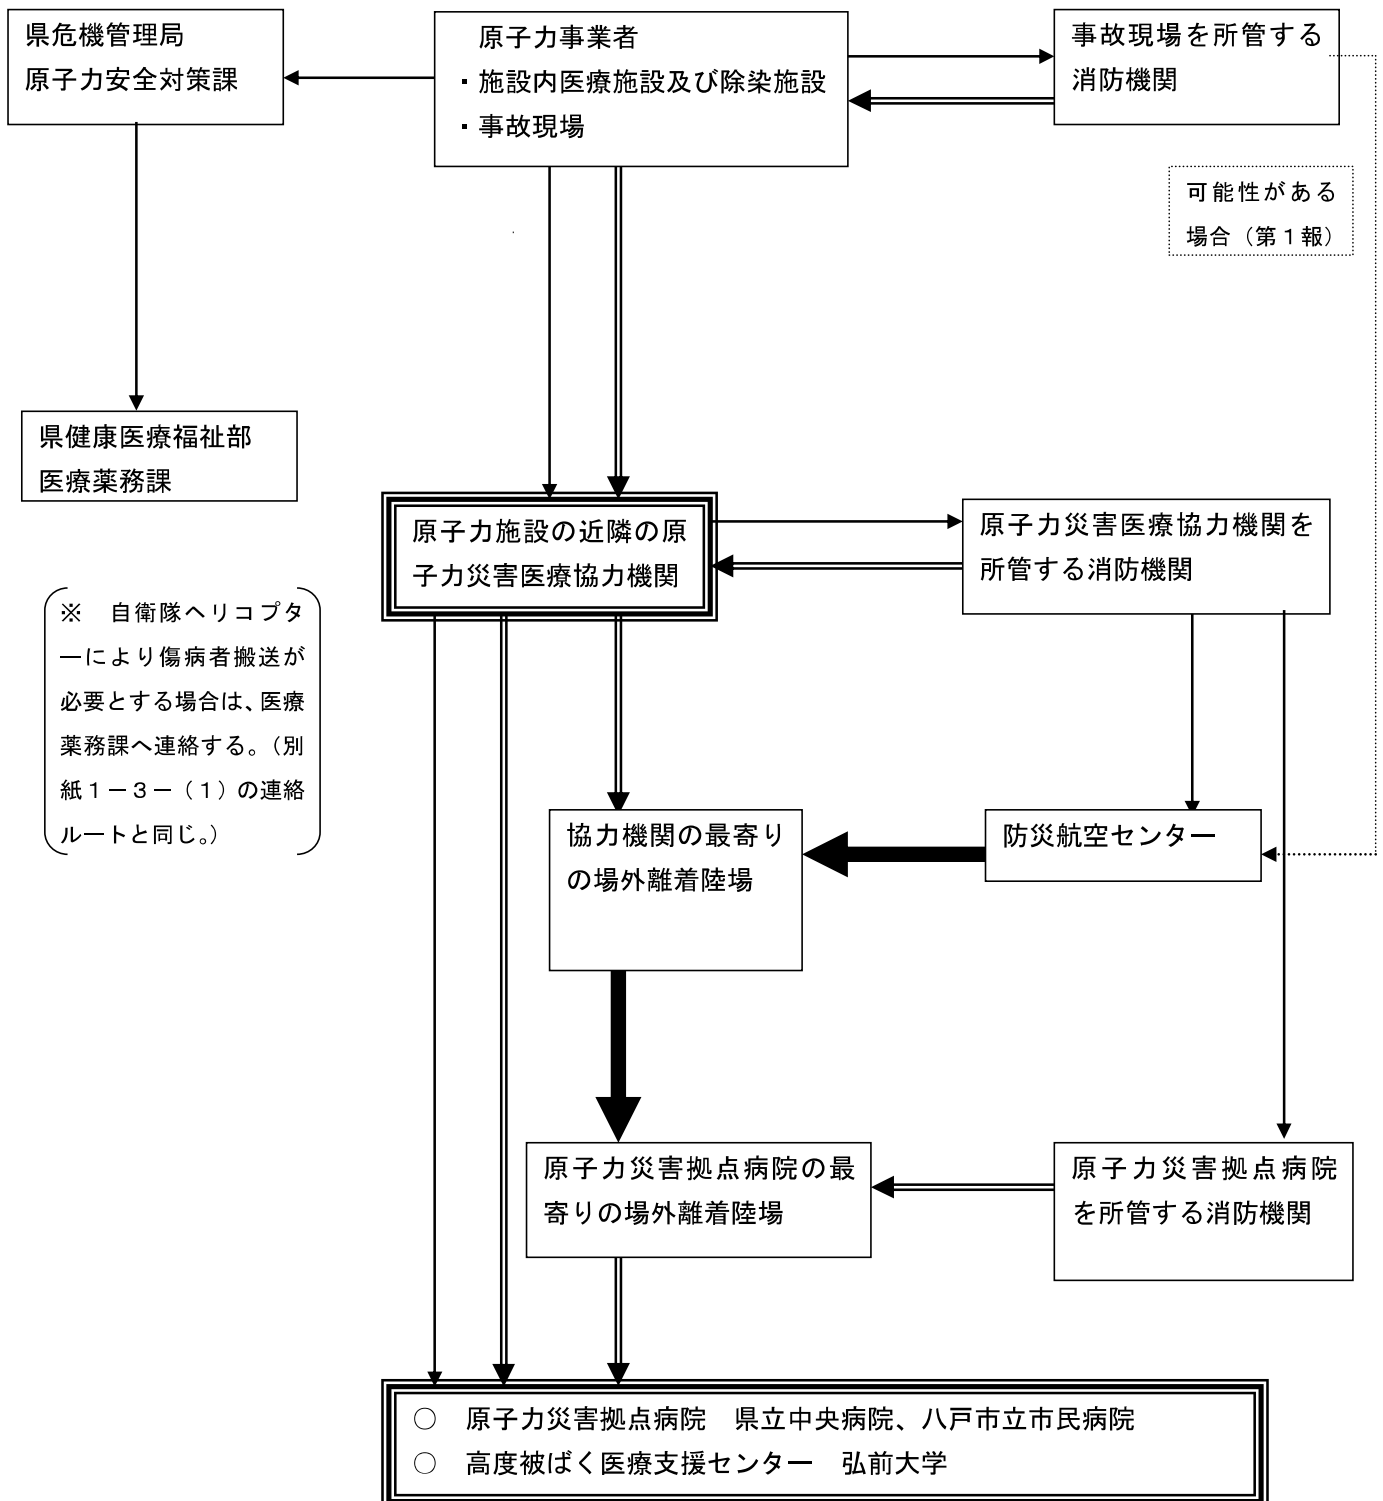 県危機管理局
原子力安全対策課
原子力事業者
・施設内医療施設及び除染施設
・事故現場
事故現場を所管する
消防機関
可能性がある
場合（第１報）
県健康医療福祉部
医療薬務課
原子力施設の近隣の原
子力災害医療協力機関
原子力災害医療協力機関を
所管する消防機関
※　自衛隊ヘリコプタ
ーにより傷病者搬送が
必要とする場合は、医療
薬務課へ連絡する。（別
紙１－３－（１）の連絡
ルートと同じ。）
協力機関の最寄り
の場外離着陸場
防災航空センター
原子力災害拠点病院の最
寄りの場外離着陸場
原子力災害拠点病院
を所管する消防機関
○　原子力災害拠点病院　県立中央病院、八戸市立市民病院
○　高度被ばく医療支援センター　弘前大学